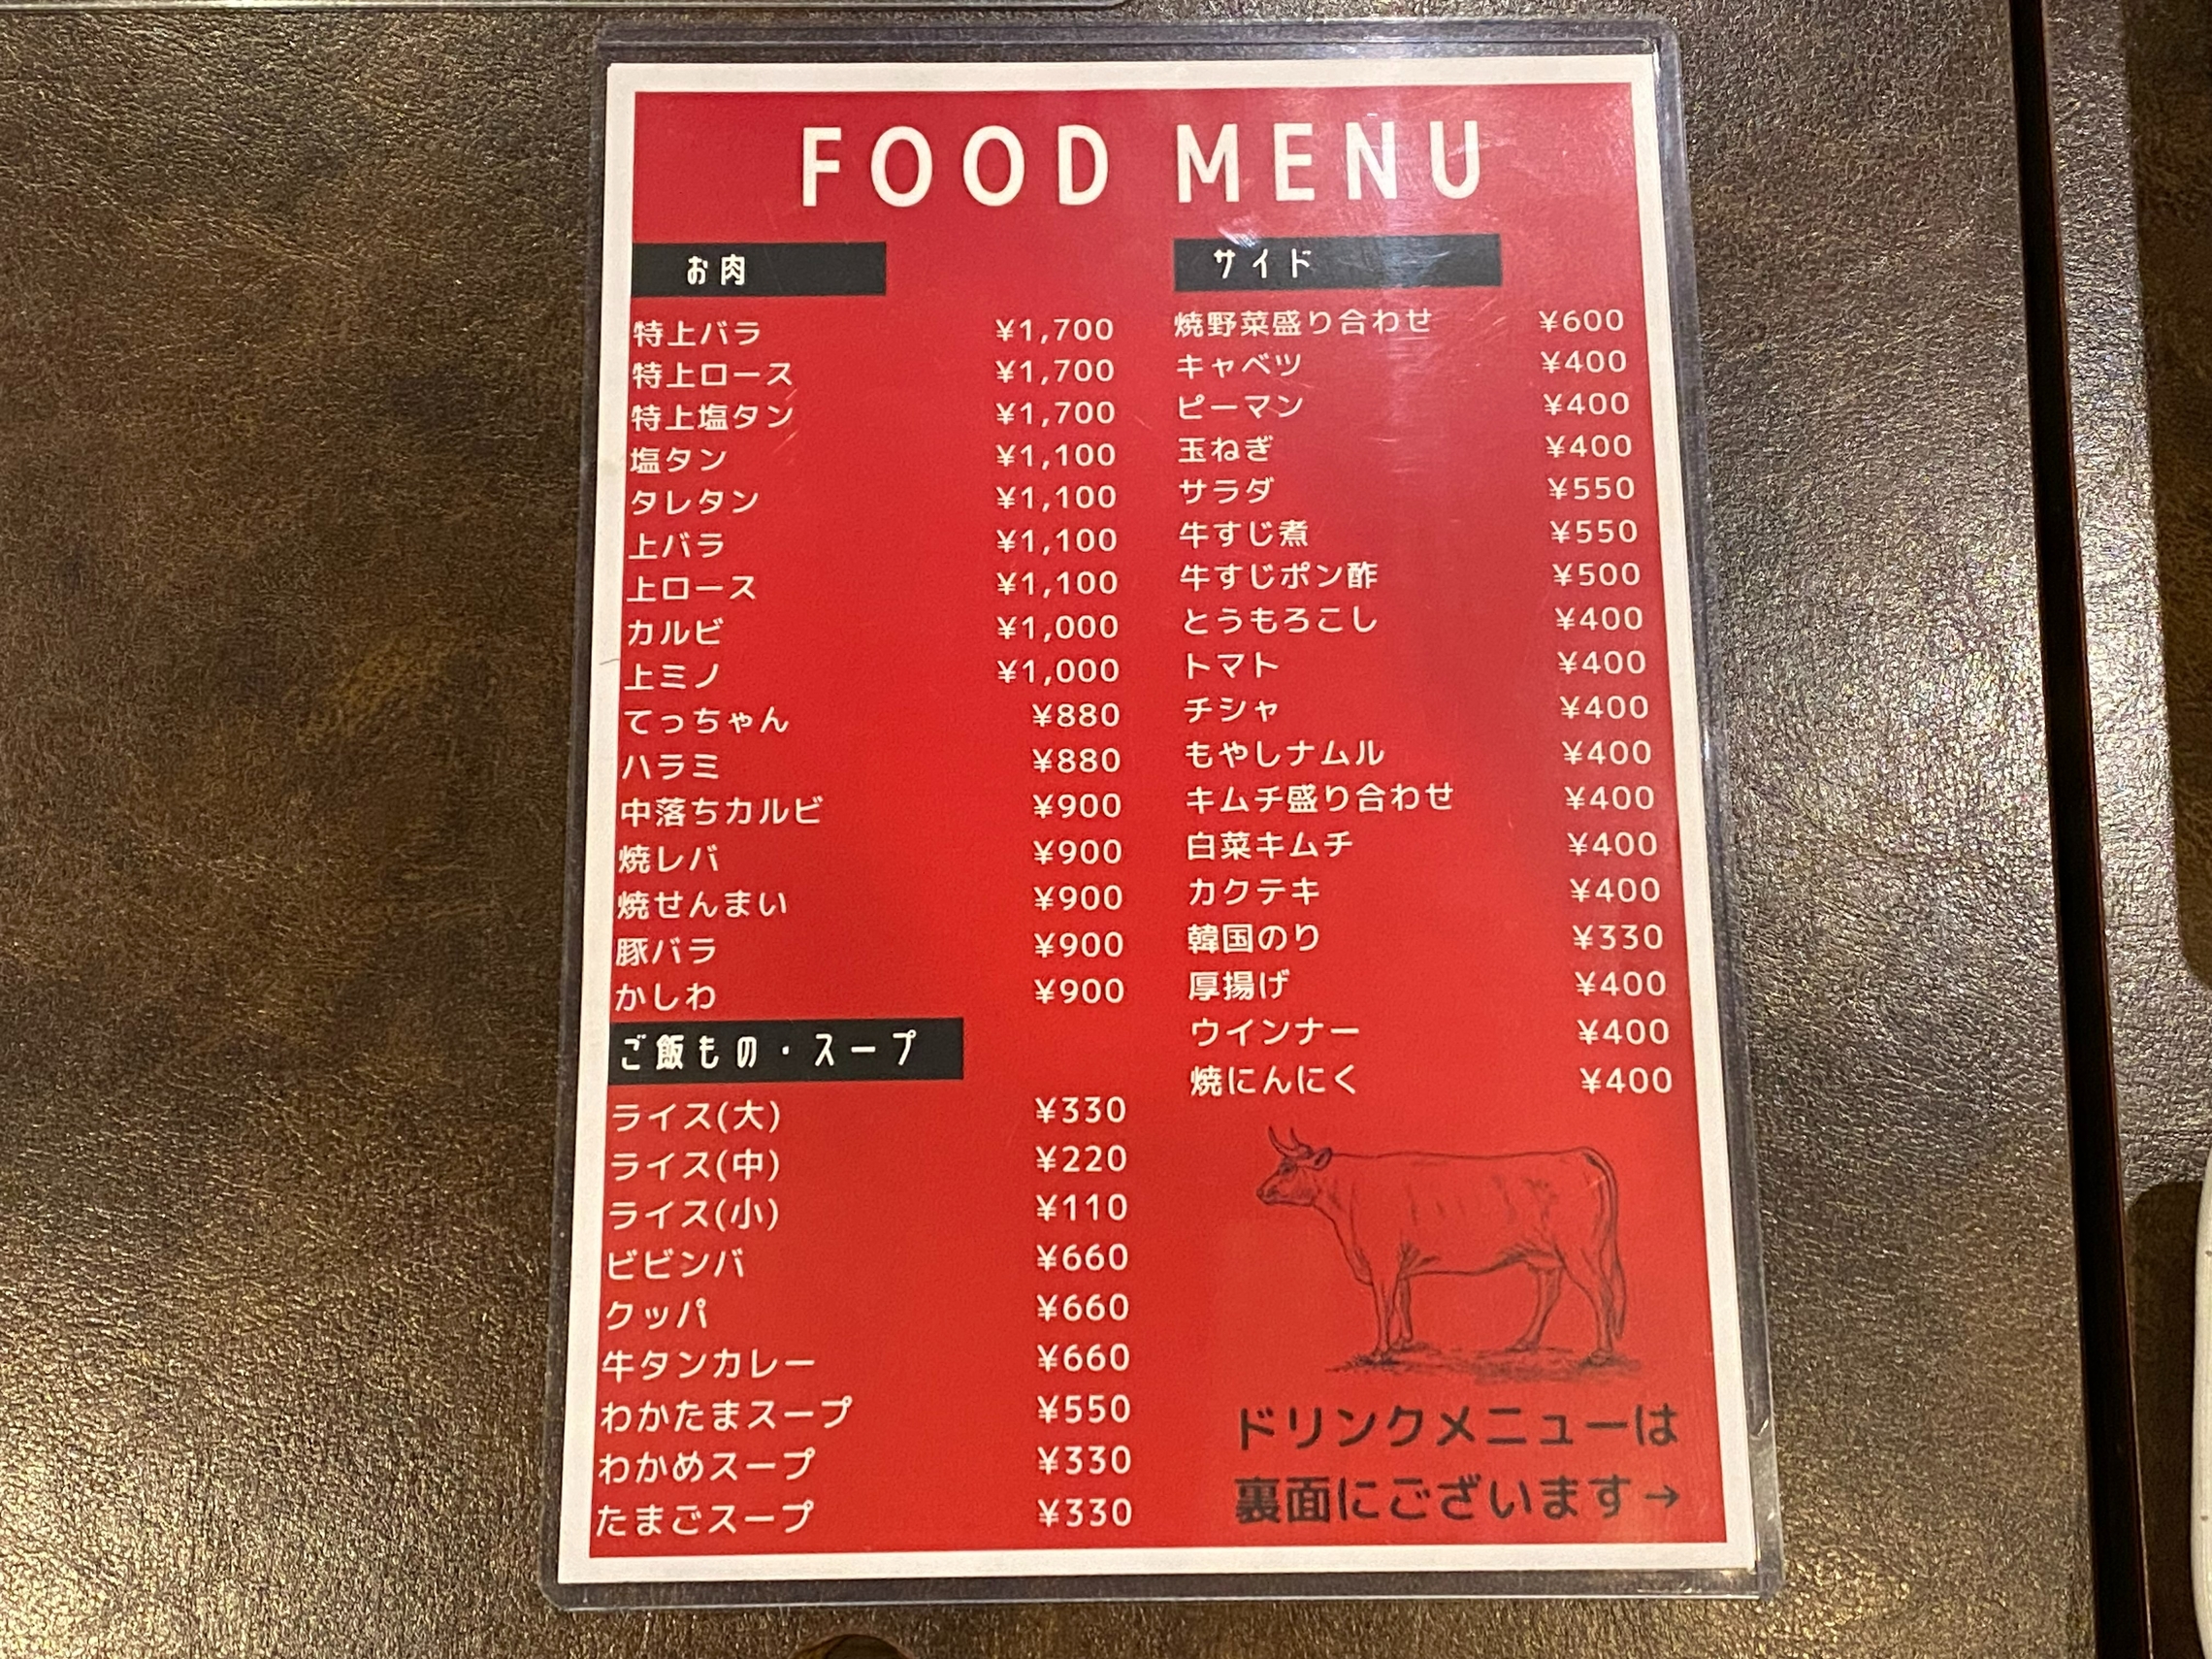 FOOD MENU
お肉
特上バラ ¥1,700
特上ロース ¥1,700
特上塩タン ¥1,700
塩タン ¥1,100
タレタン ¥1,100
上バラ ¥1,100
上ロース ¥1,100
カルビ ¥1,000
上ミノ ¥1,000
てっちゃん ¥880
ハラミ ¥880
中落ちカルビ ¥900
焼レバ ¥900
焼せんまい ¥900
豚バラ ¥900
かしわ ¥900
ご飯もの・スープ
ライス(大) ¥330
ライス(中) ¥220
ライス(小) ¥110
ビビンバ ¥660
クッパ ¥660
牛タンカレー ¥660
わかたまスープ ¥550
わかめスープ ¥330
たまごスープ ¥330
サイド
焼野菜盛り合わせ ¥600
キャベツ ¥400
ピーマン ¥400
玉ねぎ ¥400
サラダ ¥550
牛すじ煮 ¥550
牛すじポン酢 ¥500
とうもろこし ¥400
トマト ¥400
チシャ ¥400
もやしナムル ¥400
キムチ盛り合わせ ¥400
白菜キムチ ¥400
カクテキ ¥400
韓国のり ¥330
厚揚げ ¥400
ウインナー ¥400
焼にんにく ¥400
ドリンクメニューは
裏面にございます→